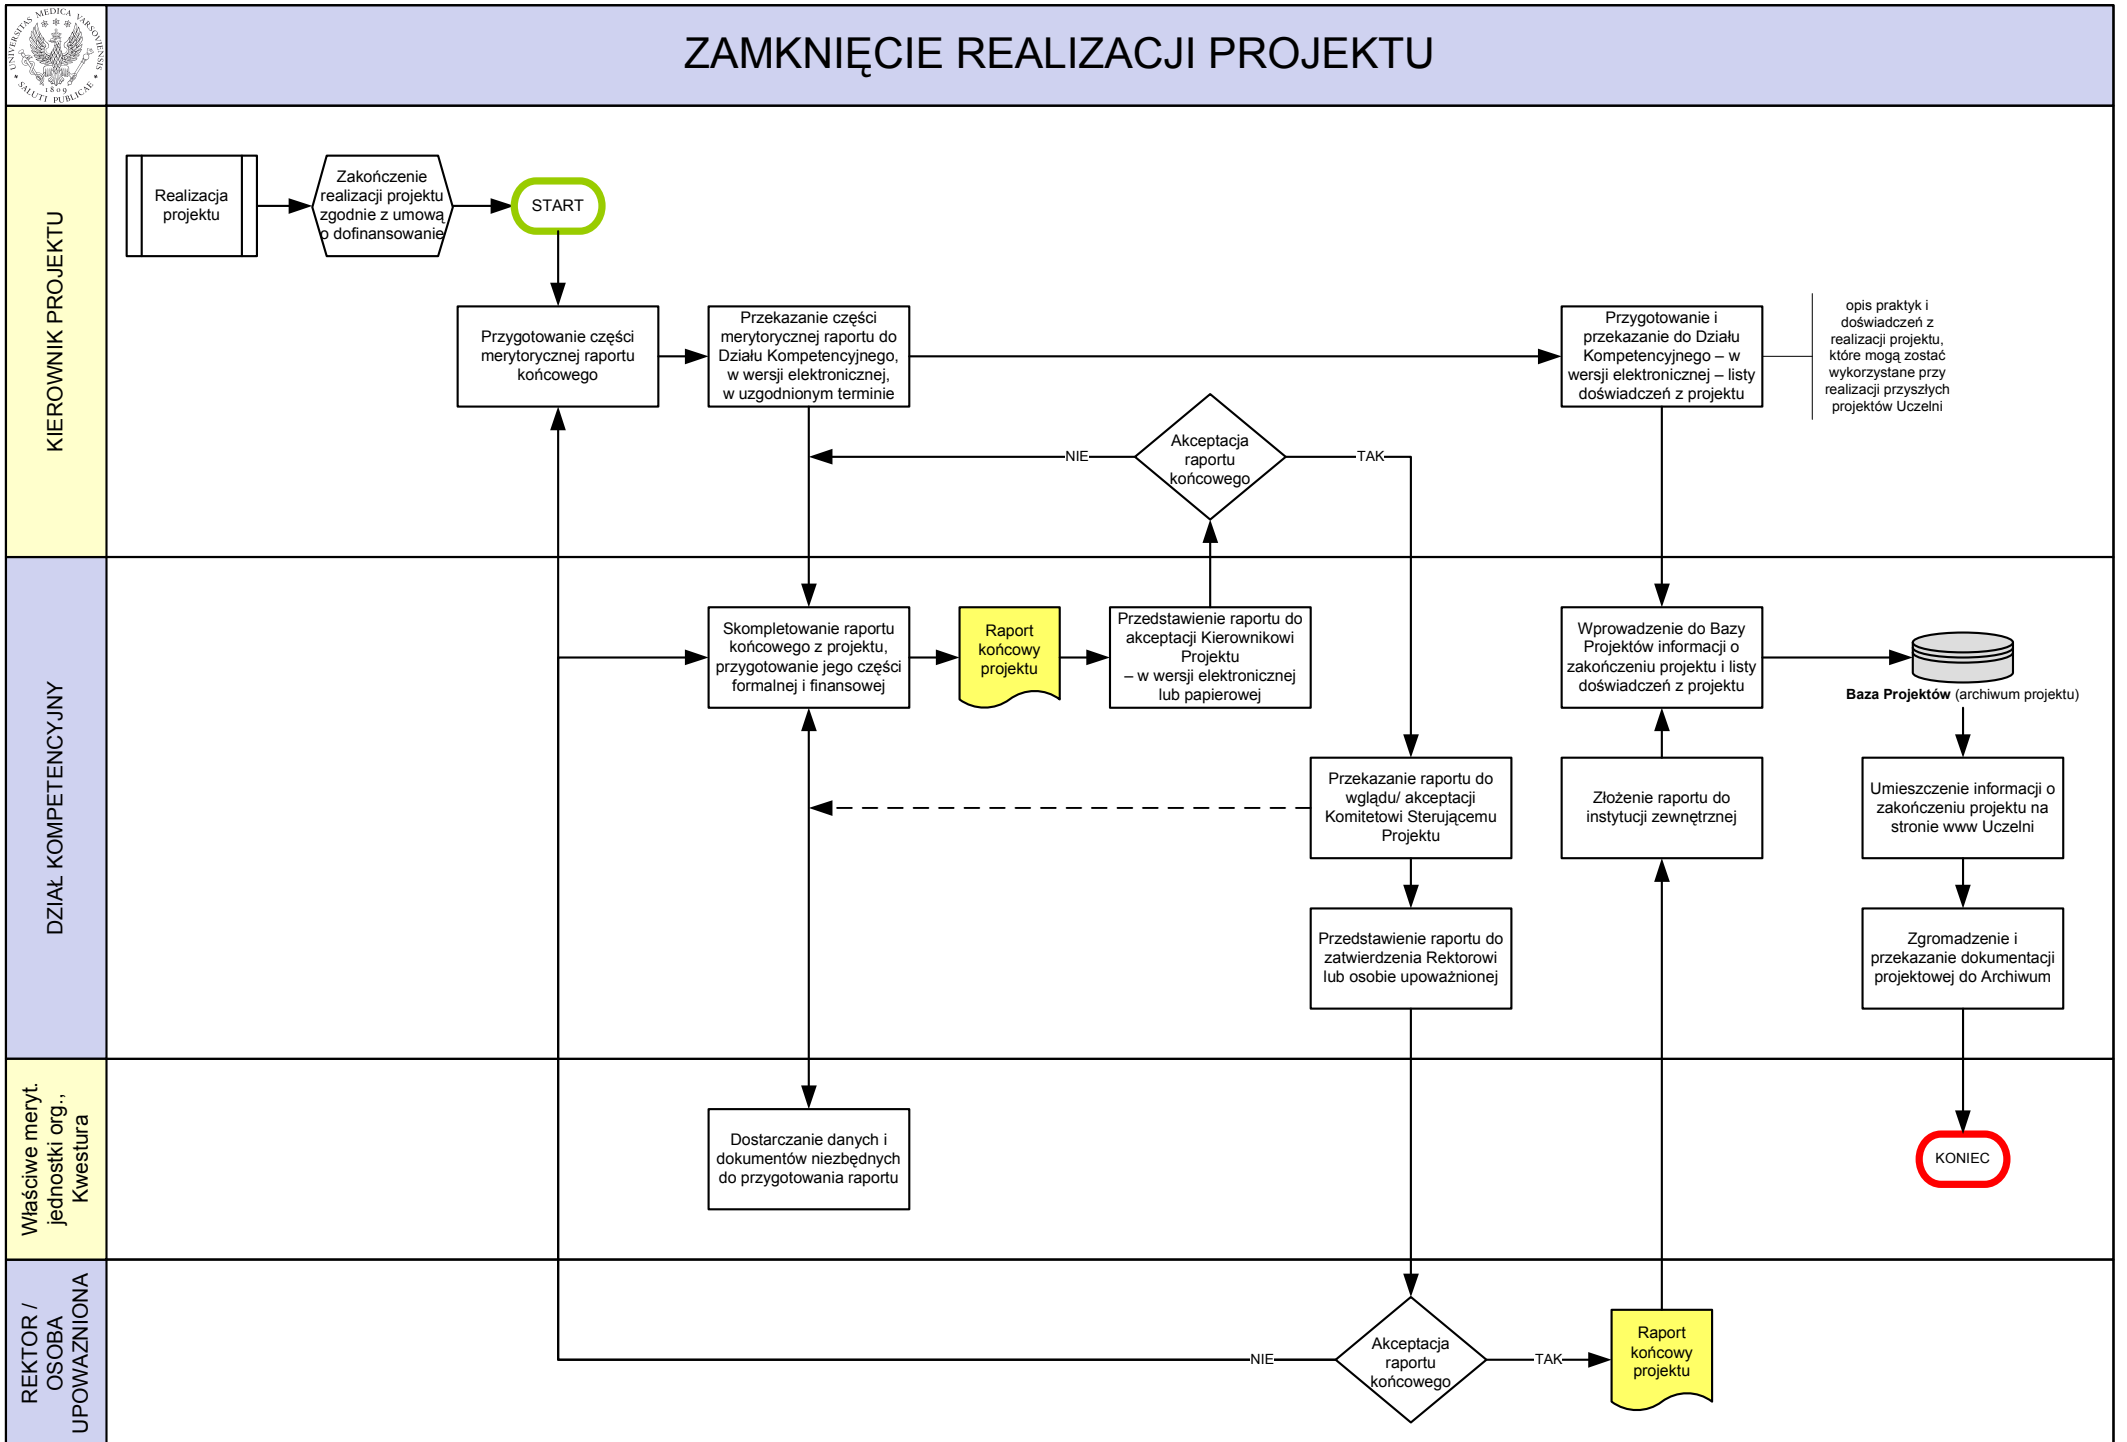 UNIVERSITAS MEDICA VARSOVIENSIS
SALUTI PUBLICAE
1809
ZAMKNIĘCIE REALIZACJI PROJEKTU
KIEROWNIK PROJEKTU
Realizacja
projektu
Zakończenie
realizacji projektu
zgodnie z umową
o dofinansowanie
START
Przygotowanie części
merytorycznej raportu
końcowego
Przekazanie części
merytorycznej raportu do
Działu Kompetencyjnego,
w wersji elektronicznej,
w uzgodnionym terminie
Przygotowanie i
przekazanie do Działu
Kompetencyjnego – w
wersji elektronicznej – listy
doświadczeń z projektu
opis praktyk i
doświadczeń z
realizacji projektu,
które mogą zostać
wykorzystane przy
realizacji przyszłych
projektów Uczelni
Akceptacja
raportu
końcowego
NIE
TAK
DZIAŁ KOMPETENCYJNY
Skompletowanie raportu
końcowego z projektu,
przygotowanie jego części
formalnej i finansowej
Raport
końcowy
projektu
Przedstawienie raportu do
akceptacji Kierownikowi
Projektu
– w wersji elektronicznej
lub papierowej
Wprowadzenie do Bazy
Projektów informacji o
zakończeniu projektu i listy
doświadczeń z projektu
Baza Projektów (archiwum projektu)
Przekazanie raportu do
wglądu/ akceptacji
Komitetowi Sterującemu
Projektu
Złożenie raportu do
instytucji zewnętrznej
Umieszczenie informacji o
zakończeniu projektu na
stronie www Uczelni
Przedstawienie raportu do
zatwierdzenia Rektorowi
lub osobie upoważnionej
Zgromadzenie i
przekazanie dokumentacji
projektowej do Archiwum
Właściwe meryt.
jednostki org.,
Kwestura
Dostarczanie danych i
dokumentów niezbędnych
do przygotowania raportu
KONIEC
REKTOR /
OSOBA
UPOWAZNIONA
NIE
Akceptacja
raportu
końcowego
TAK
Raport
końcowy
projektu